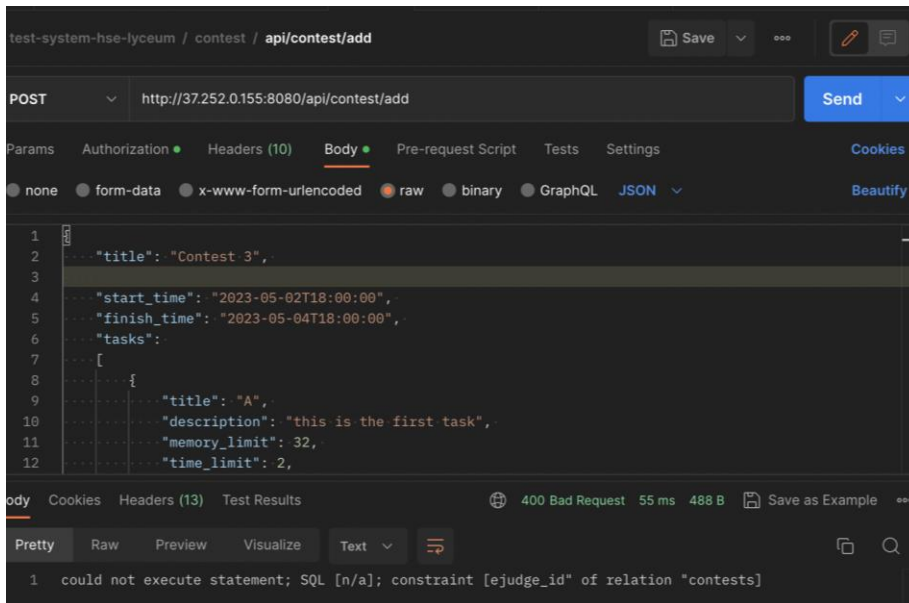 test-system-hse-lyceum / contest / api/contest/add Save
POST http://37.252.0.155:8080/api/contest/add Send
Params Authorization Headers (10) Body Pre-request Script Tests Settings Cookies
none form-data x-www-form-urlencoded raw binary GraphQL JSON Beautify
1 {
2 "title": "Contest 3",
3
4 "start_time": "2023-05-02T18:00:00",
5 "finish_time": "2023-05-04T18:00:00",
6 "tasks":
7 [
8 {
9 "title": "A",
10 "description": "this is the first task",
11 "memory_limit": 32,
12 "time_limit": 2,
ody Cookies Headers (13) Test Results 400 Bad Request 55 ms 488 B Save as Example
Pretty Raw Preview Visualize Text
1 could not execute statement; SQL [n/a]; constraint [ejudge_id" of relation "contests]